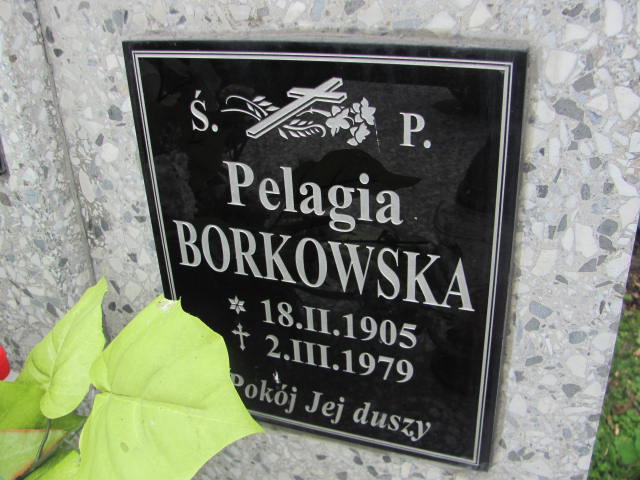 Ś. P.
Pelagia
BORKOWSKA
18.II.1905
2.III.1979
Pokój Jej duszy